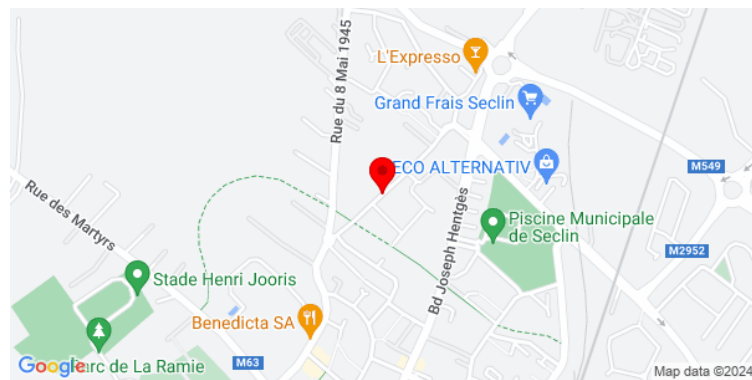 L'Expresso
Rue du 8 Mai 1945
Grand Frais Seclin
ECO ALTERNATIV
M549
Rue des Martyrs
Bd Joseph Hentgès
Piscine Municipale
de Seclin
M2952
Stade Henri Jooris
Benedicta SA
Parc de La Ramie
Google
M63
Map data ©2024